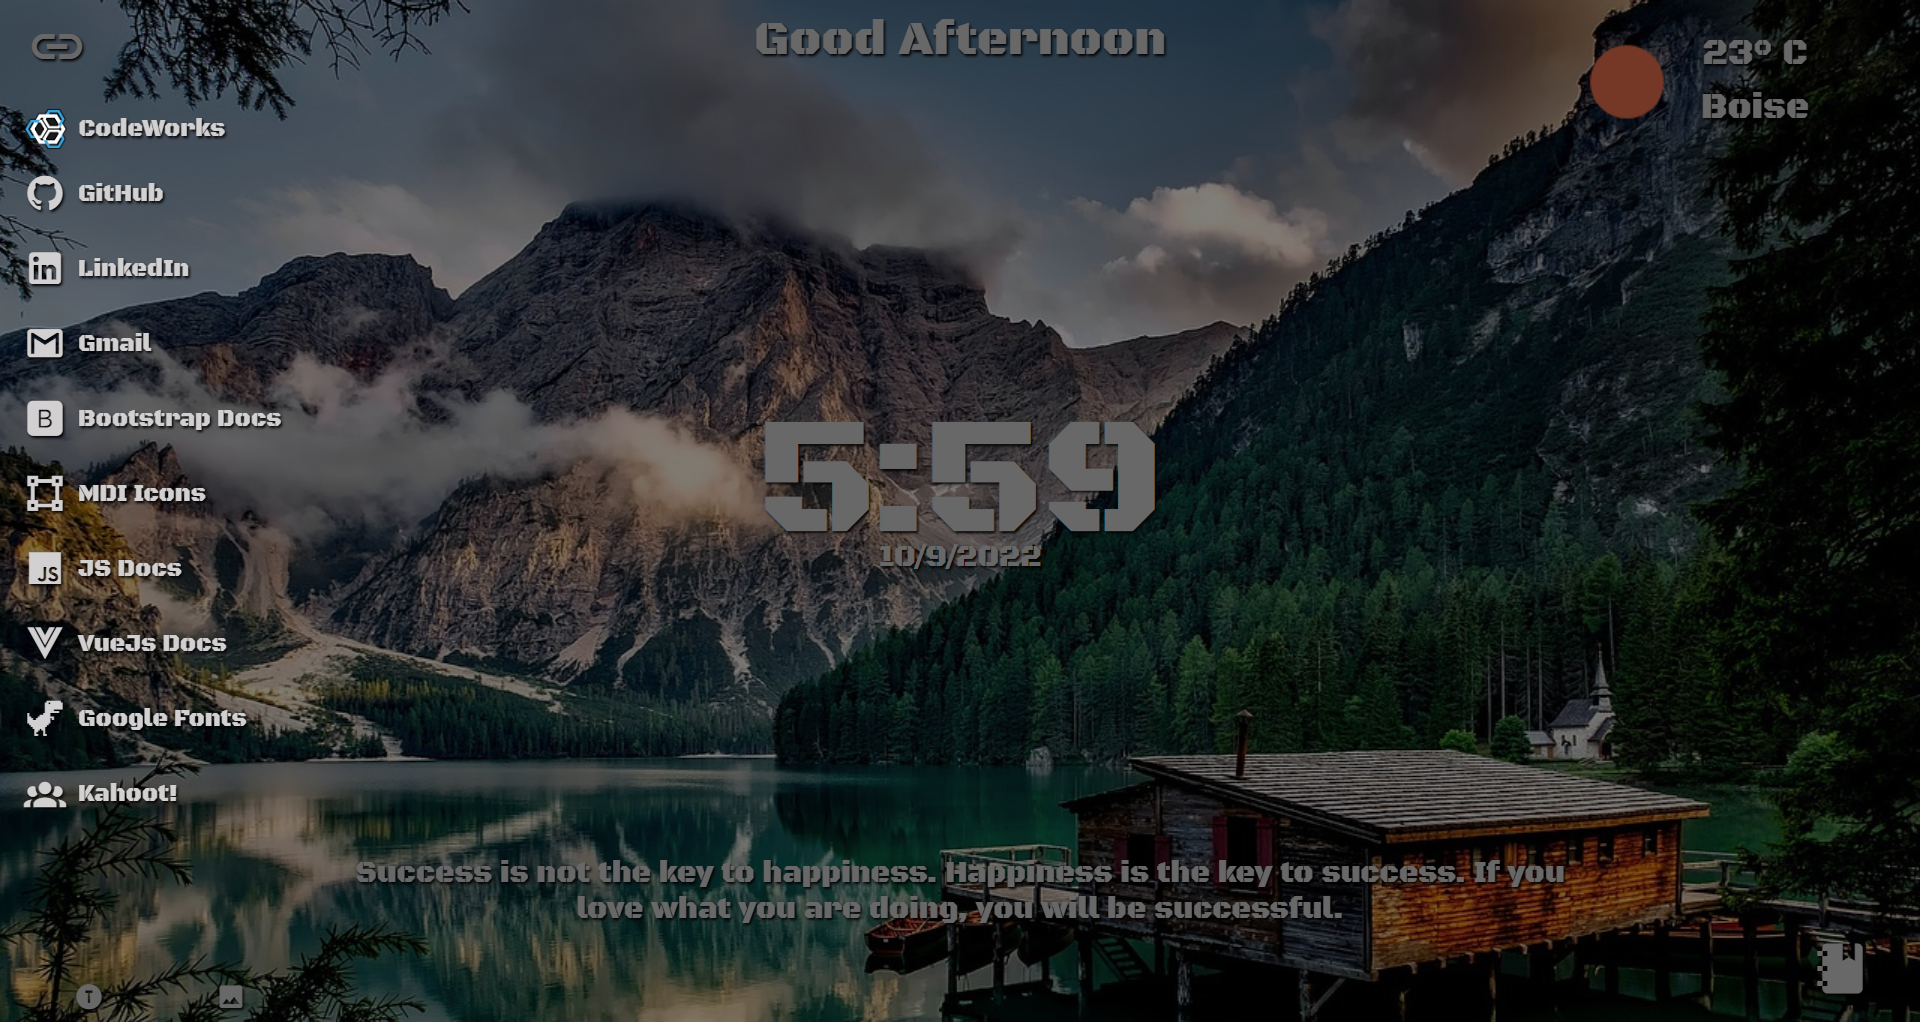 Good Afternoon
23º C
Boise
CodeWorks
GitHub
LinkedIn
Gmail
B Bootstrap Docs
MDI Icons
JS JS Docs
VueJs Docs
Google Fonts
Kahoot!
5:59
10/9/2022
Success is not the key to happiness. Happiness is the key to success. If you
love what you are doing, you will be successful.
T